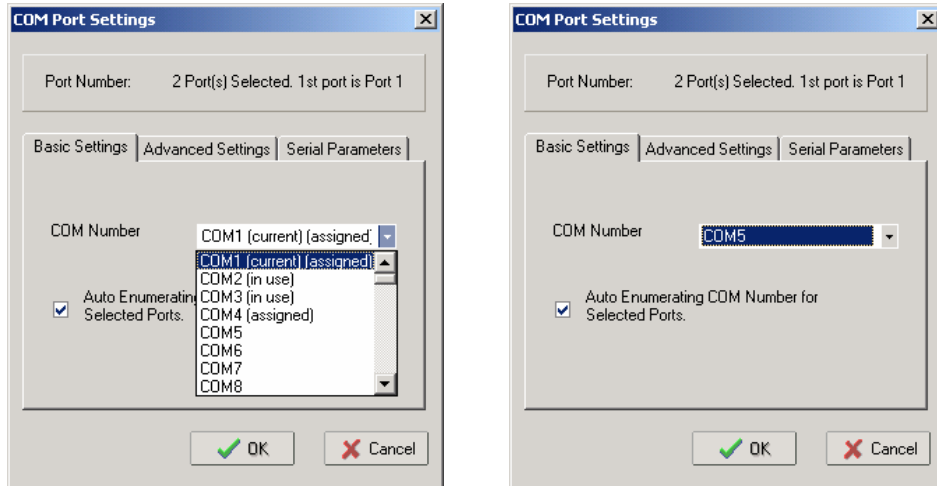 COM Port Settings
Port Number: 2 Port(s) Selected. 1st port is Port 1
Basic Settings Advanced Settings Serial Parameters
COM Number COM1 (current) (assigned)
COM1 (current) (assigned)
COM2 (in use)
COM3 (in use)
Auto Enumerating
COM4 (assigned)
Selected Ports.
COM5
COM6
COM7
COM8
OK Cancel
COM Port Settings
Port Number: 2 Port(s) Selected. 1st port is Port 1
Basic Settings Advanced Settings Serial Parameters
COM Number COM5
Auto Enumerating COM Number for
Selected Ports.
OK Cancel